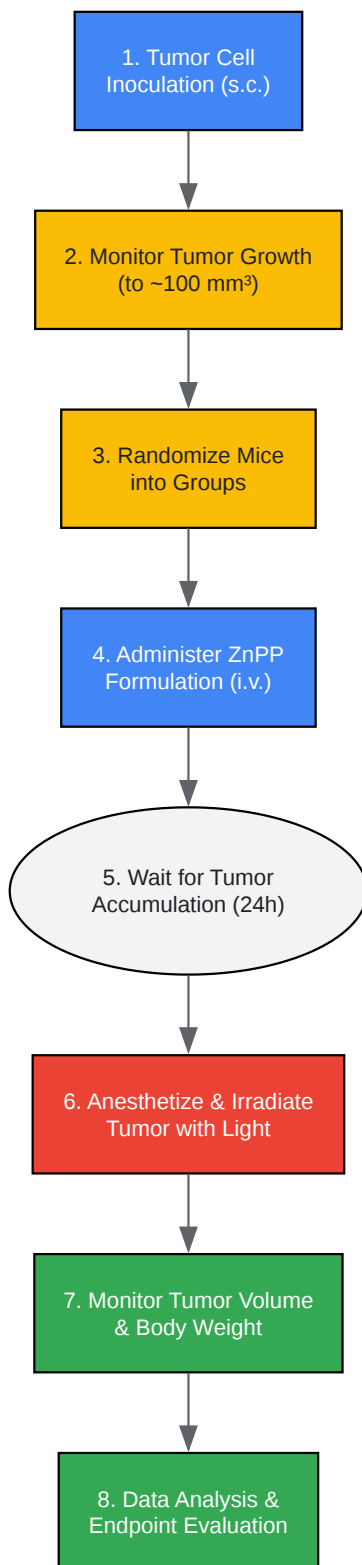 1. Tumor Cell
Inoculation (s.c.)
2. Monitor Tumor Growth
(to ~100 mm³)
3. Randomize Mice
into Groups
4. Administer ZnPP
Formulation (i.v.)
5. Wait for Tumor
Accumulation (24h)
6. Anesthetize & Irradiate
Tumor with Light
7. Monitor Tumor Volume
& Body Weight
8. Data Analysis &
Endpoint Evaluation